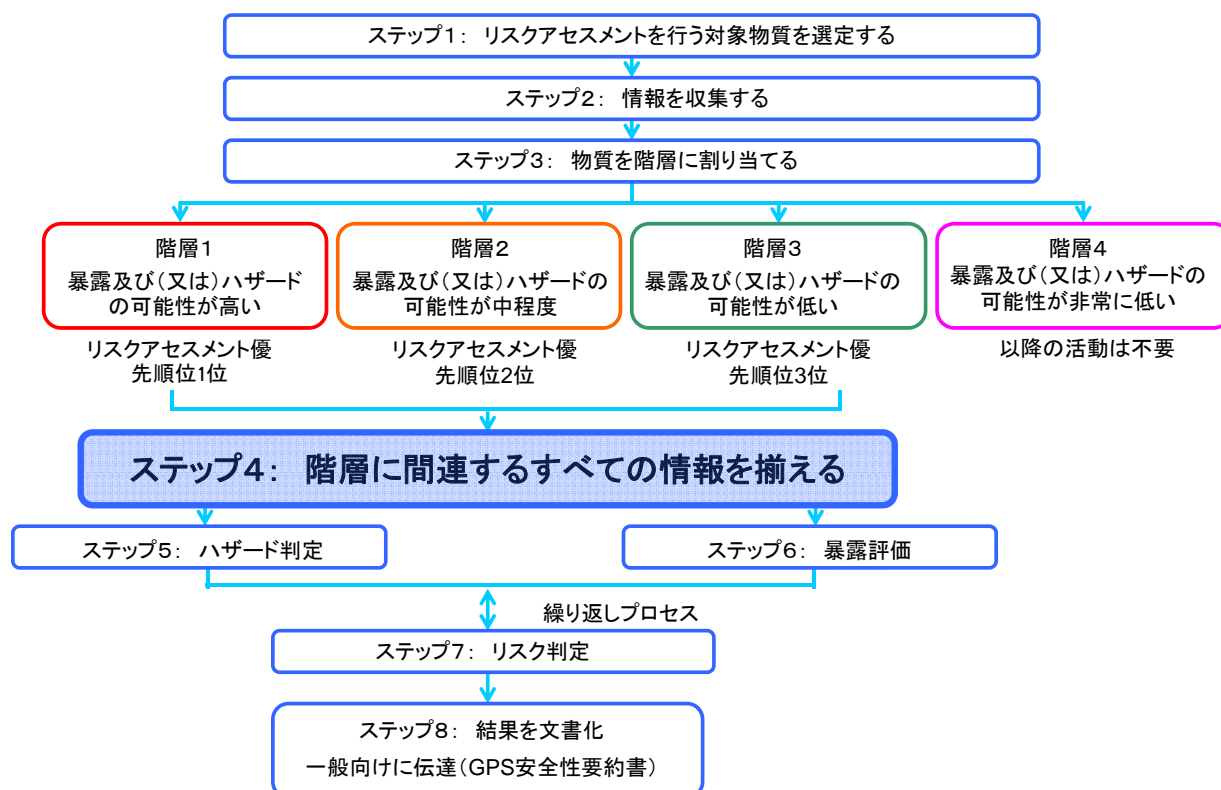 ステップ1： リスクアセスメントを行う対象物質を選定する
ステップ2： 情報を収集する
ステップ3： 物質を階層に割り当てる
階層1
暴露及び（又は）ハザード
の可能性が高い
階層2
暴露及び（又は）ハザードの
可能性が中程度
階層3
暴露及び（又は）ハザードの
可能性が低い
階層4
暴露及び（又は）ハザードの
可能性が非常に低い
リスクアセスメント優
先順位1位
リスクアセスメント優
先順位2位
リスクアセスメント優
先順位3位
以降の活動は不要
ステップ4： 階層に間連するすべての情報を揃える
ステップ5： ハザード判定
ステップ6： 暴露評価
繰り返しプロセス
ステップ7： リスク判定
ステップ8： 結果を文書化
一般向けに伝達（GPS安全性要約書）